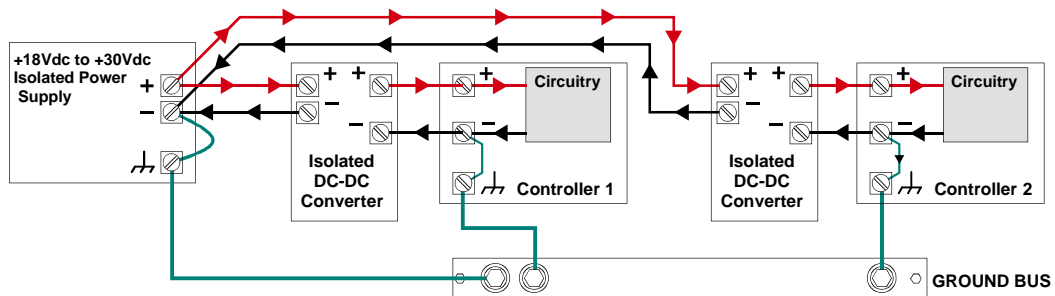 +18Vdc to +30Vdc
Isolated Power
Supply
+
−
+
−
+
−
Isolated
DC-DC
Converter
+
−
Circuitry
Controller 1
+
−
+
−
Isolated
DC-DC
Converter
+
−
Circuitry
Controller 2
GROUND BUS